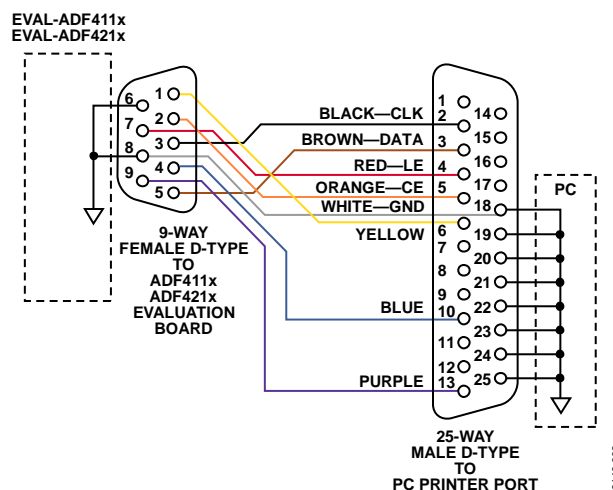 EVAL-ADF411x
EVAL-ADF421x
1
2
3
4
5
6
7
8
9
9-WAY
FEMALE D-TYPE
TO
ADF411x
ADF421x
EVALUATION
BOARD
BLACK—CLK
BROWN—DATA
RED—LE
ORANGE—CE
WHITE—GND
YELLOW
BLUE
PURPLE
1
2
3
4
5
6
7
8
9
10
11
12
13
14
15
16
17
18
19
20
21
22
23
24
25
PC
25-WAY
MALE D-TYPE
TO
PC PRINTER PORT